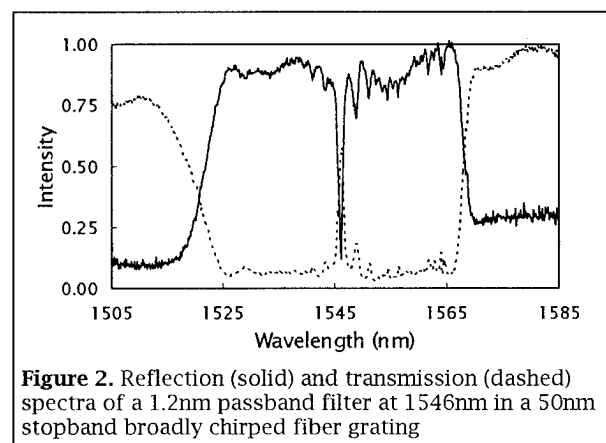 1.00
0.75
0.50
0.25
0.00
Intensity
1505 1525 1545 1565 1585
Wavelength (nm)
Figure 2. Reflection (solid) and transmission (dashed)
spectra of a 1.2nm passband filter at 1546nm in a 50nm
stopband broadly chirped fiber grating